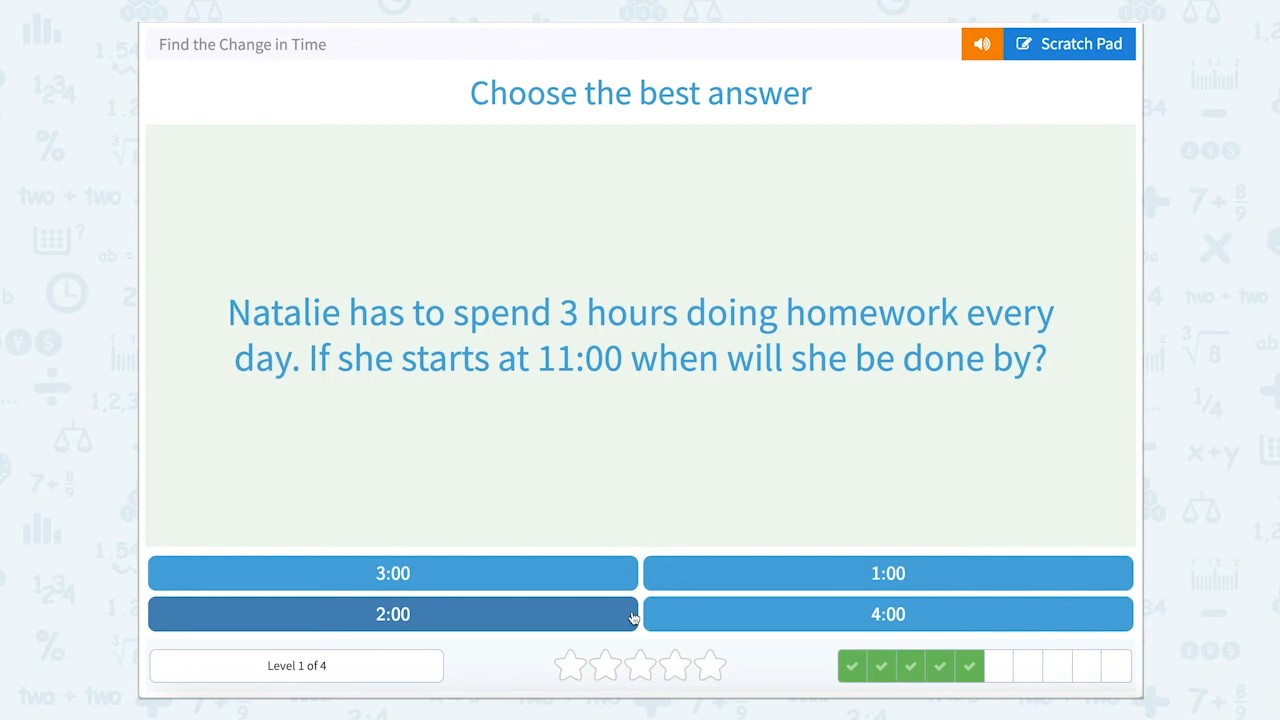 Find the Change in Time
Scratch Pad
Choose the best answer
Natalie has to spend 3 hours doing homework every
day. If she starts at 11:00 when will she be done by?
3:00
1:00
2:00
4:00
Level 1 of 4